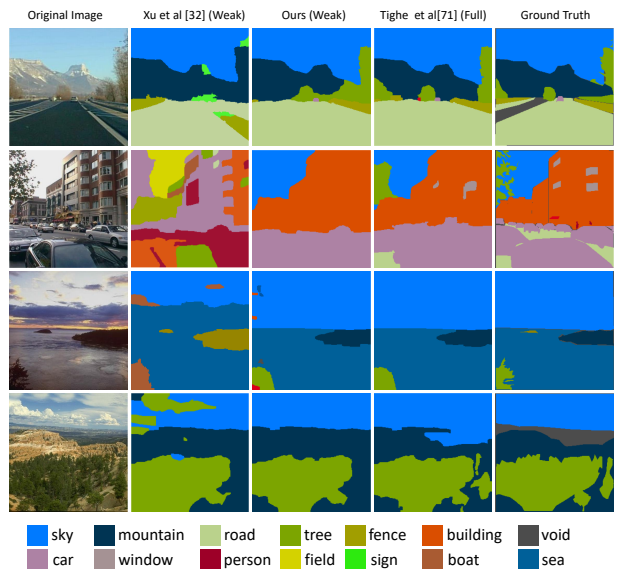 Original Image Xu et al [32] (Weak) Ours (Weak) Tighe et al[71] (Full) Ground Truth
sky mountain road tree fence building void
car window person field sign boat sea